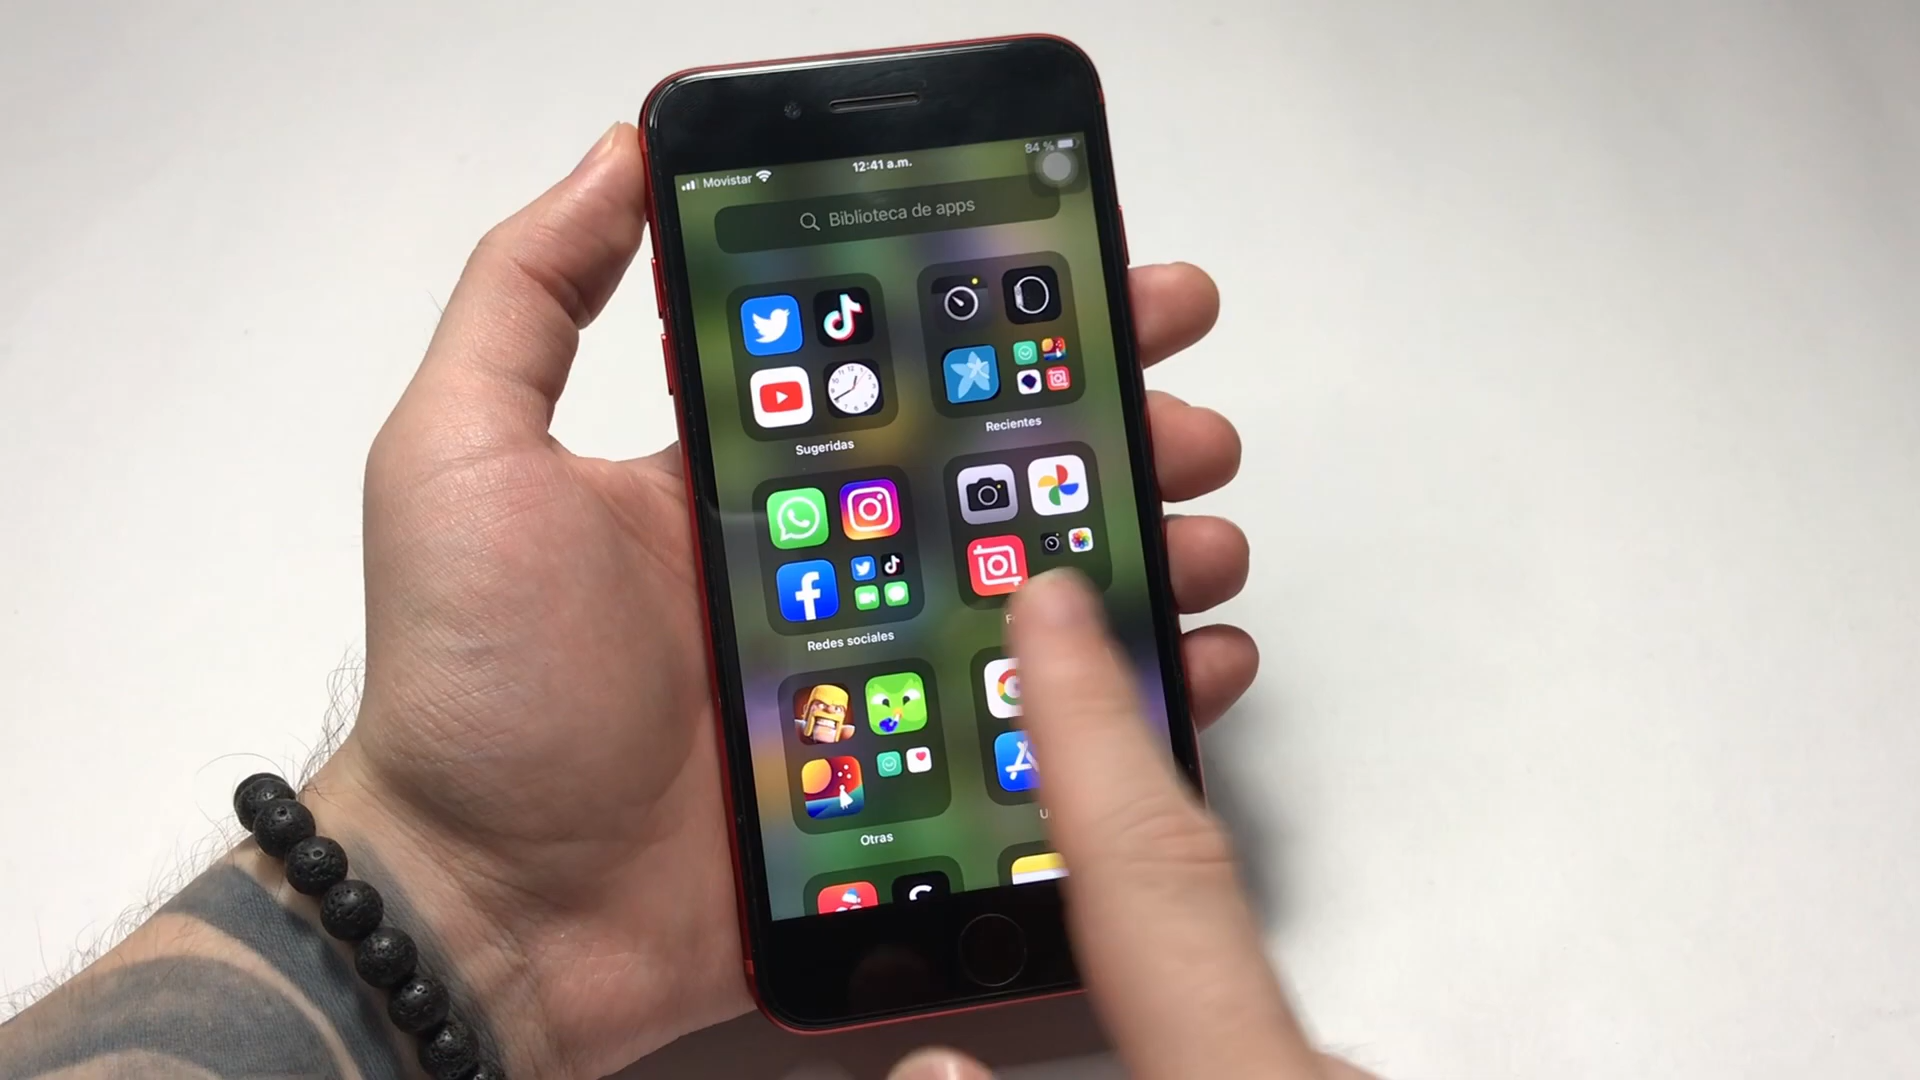 Movistar
12:41 a.m.
84 %
Biblioteca de apps
Sugeridas
Recientes
Redes sociales
Otras